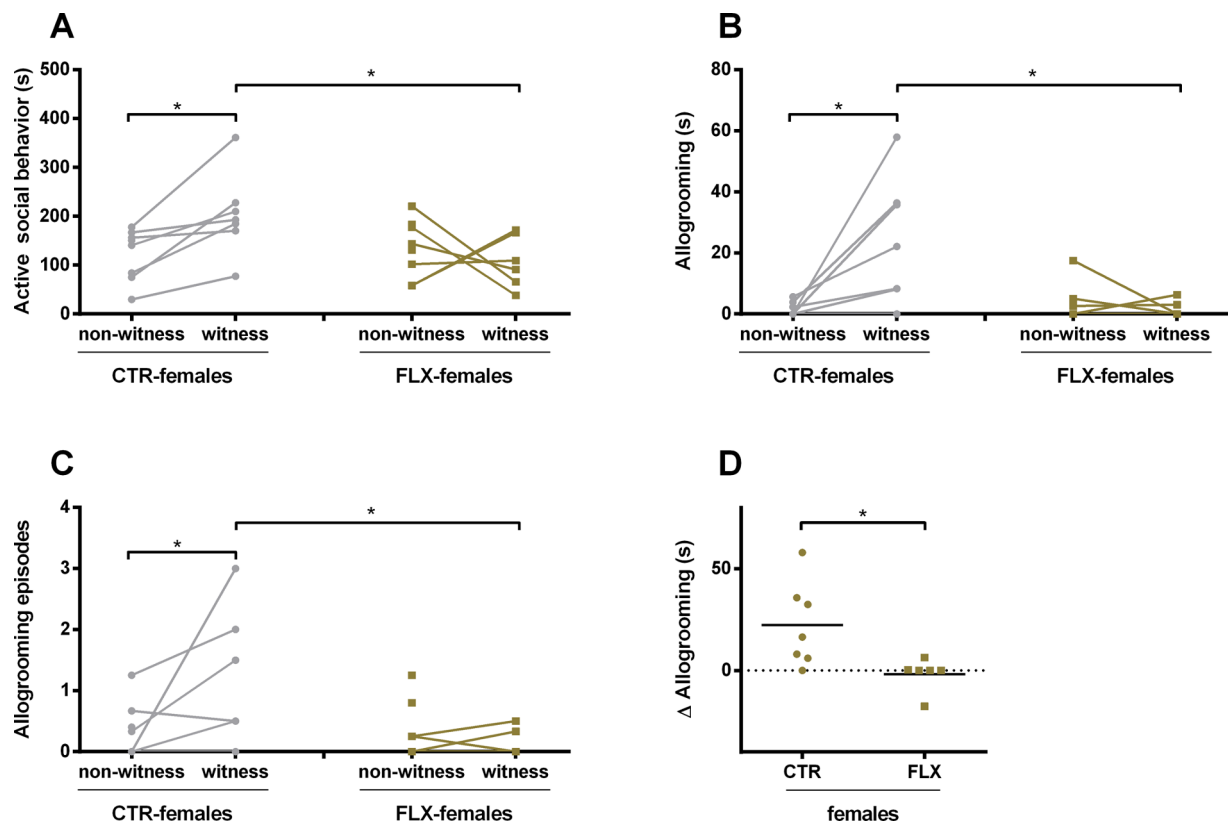 A
Active social behavior (s)
500
400
300
200
100
0
*
*
non-witness witness non-witness witness
CTR-females FLX-females
B
Allogrooming (s)
80
60
40
20
0
*
*
non-witness witness non-witness witness
CTR-females FLX-females
C
Allogrooming episodes
4
3
2
1
0
*
*
non-witness witness non-witness witness
CTR-females FLX-females
D
Δ Allogrooming (s)
50
0
*
CTR FLX
females